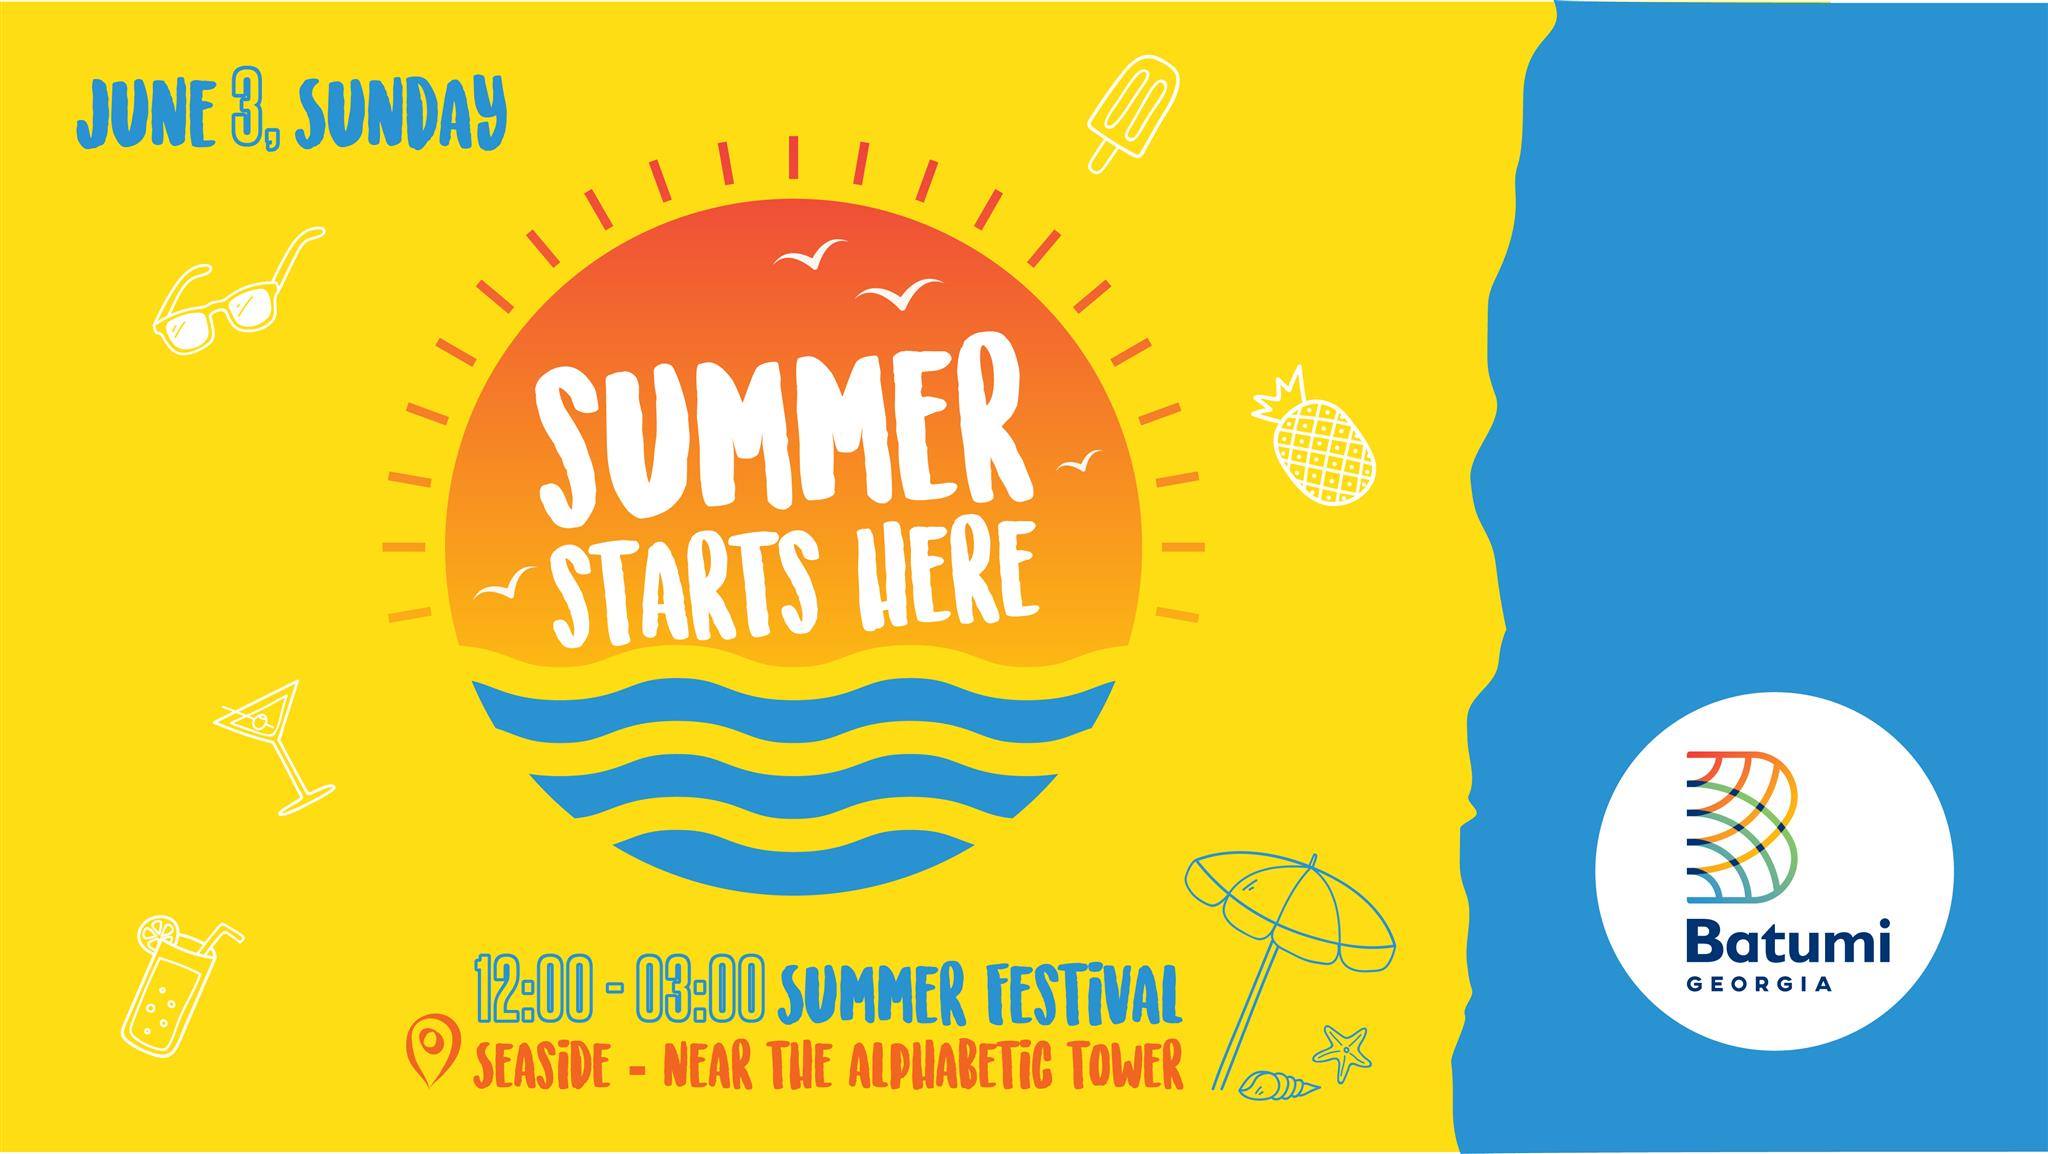 JUNE 3, SUNDAY
SUMMER
STARTS HERE
12:00 - 03:00 SUMMER FESTIVAL
SEASIDE - NEAR THE ALPHABETIC TOWER
Batumi
GEORGIA